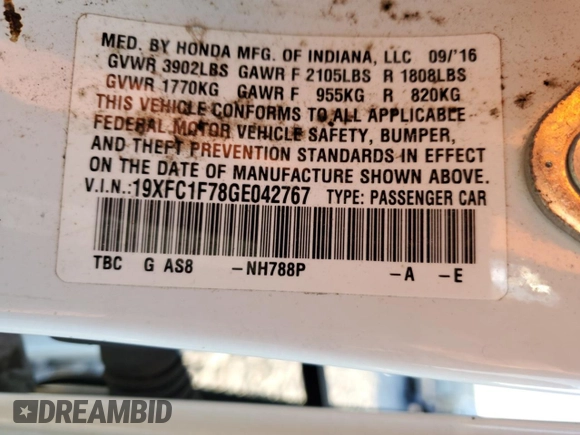 MED. BY HONDA MFG. OF INDIANA, LLC 09/'16
GVWR 3902LBS GAWR F 2105LBS R 1808LBS
GVWR 1770KG GAWR F 955KG R 820KG
THIS VEHICLE CONFORMS TO ALL APPLICABLE
FEDERAL MOTOR VEHICLE SAFETY, BUMPER,
AND THEFT PREVENTION STANDARDS IN EFFECT
ON THE DATE OF MANUFACTURE SHOWN ABOVE.
V.I.N.:19XFC1F78GE042767 TYPE: PASSENGER CAR
TBC G AS8 -NH788P -A -E
DREAMBID